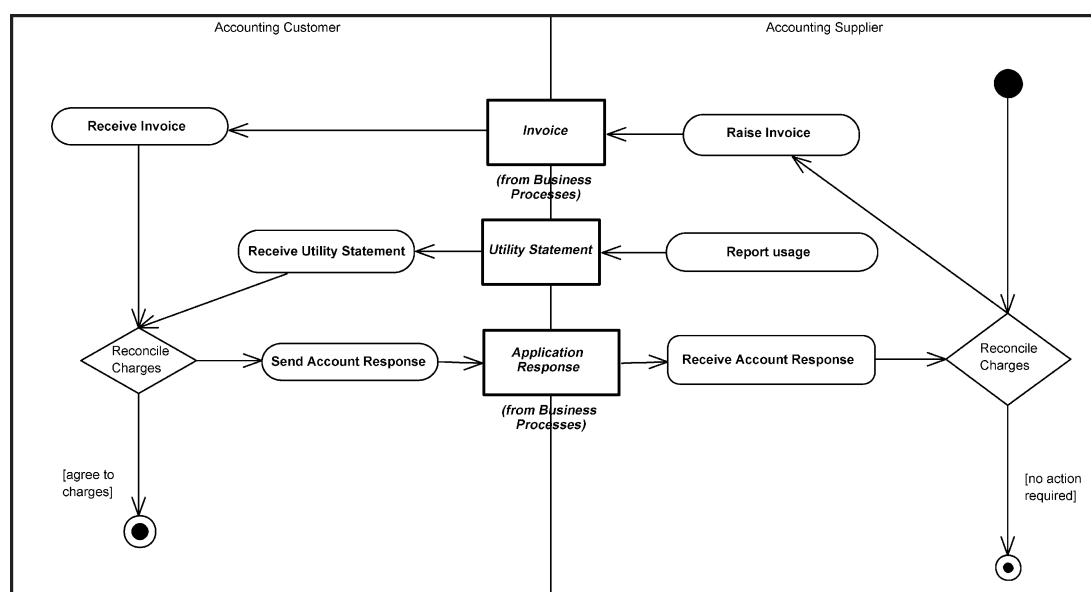 Accounting Customer
Accounting Supplier
Receive Invoice
Invoice
Raise Invoice
(from Business
Processes)
Receive Utility Statement
Utility Statement
Report usage
Reconcile
Charges
Send Account Response
Application
Response
Receive Account Response
Reconcile
Charges
(from Business
Processes)
[agree to
charges]
[no action
required]